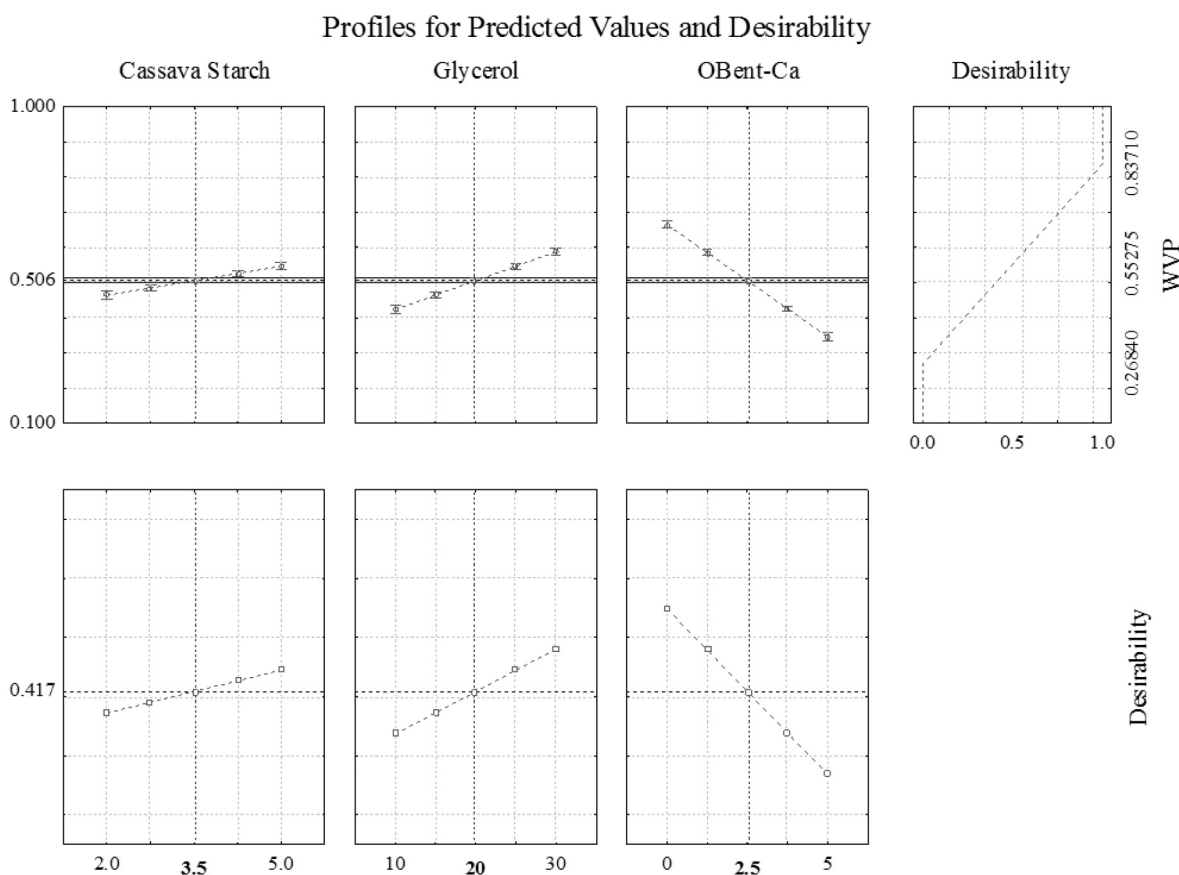 Profiles for Predicted Values and Desirability
Cassava Starch
Glycerol
OBent-Ca
Desirability
1.000
0.506
0.100
0.83710
0.55275
0.26840
WVP
0.0 0.5 1.0
0.417
Desirability
2.0 3.5 5.0
10 20 30
0 2.5 5